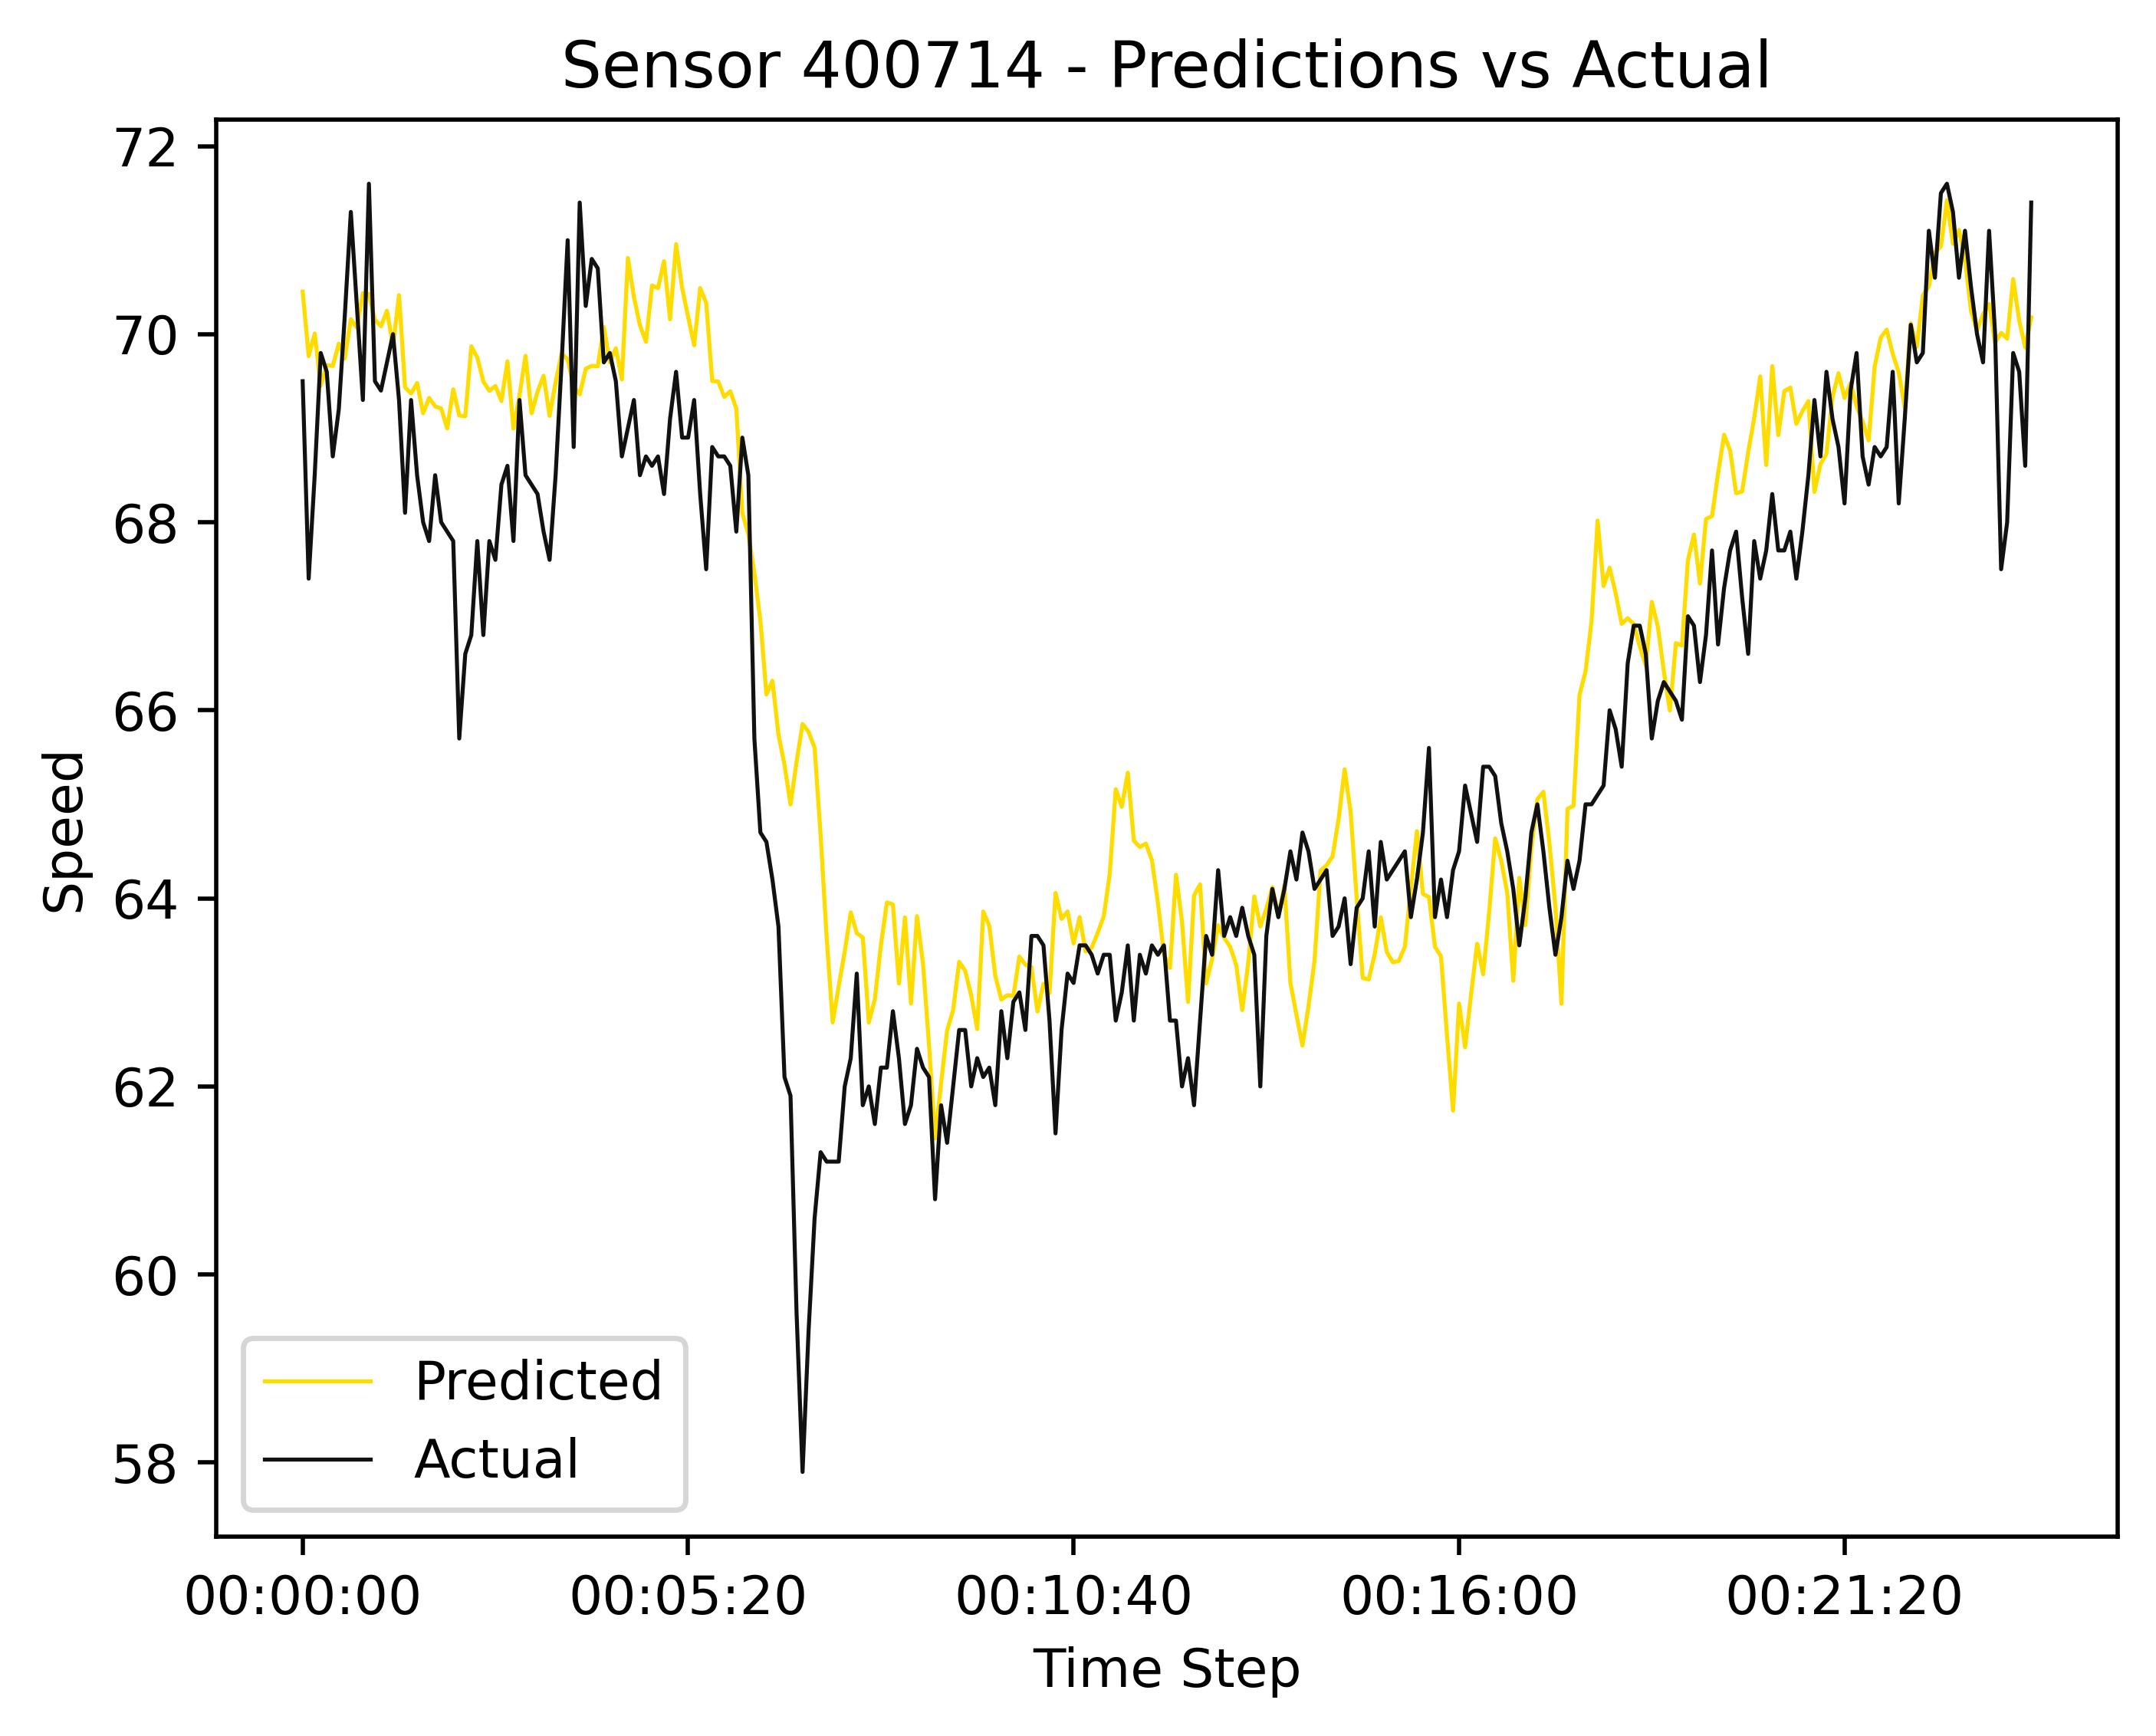 Sensor 400714 - Predictions vs Actual
72
70
68
66
64
62
60
58
Speed
Predicted
Actual
00:00:00 00:05:20 00:10:40 00:16:00 00:21:20
Time Step